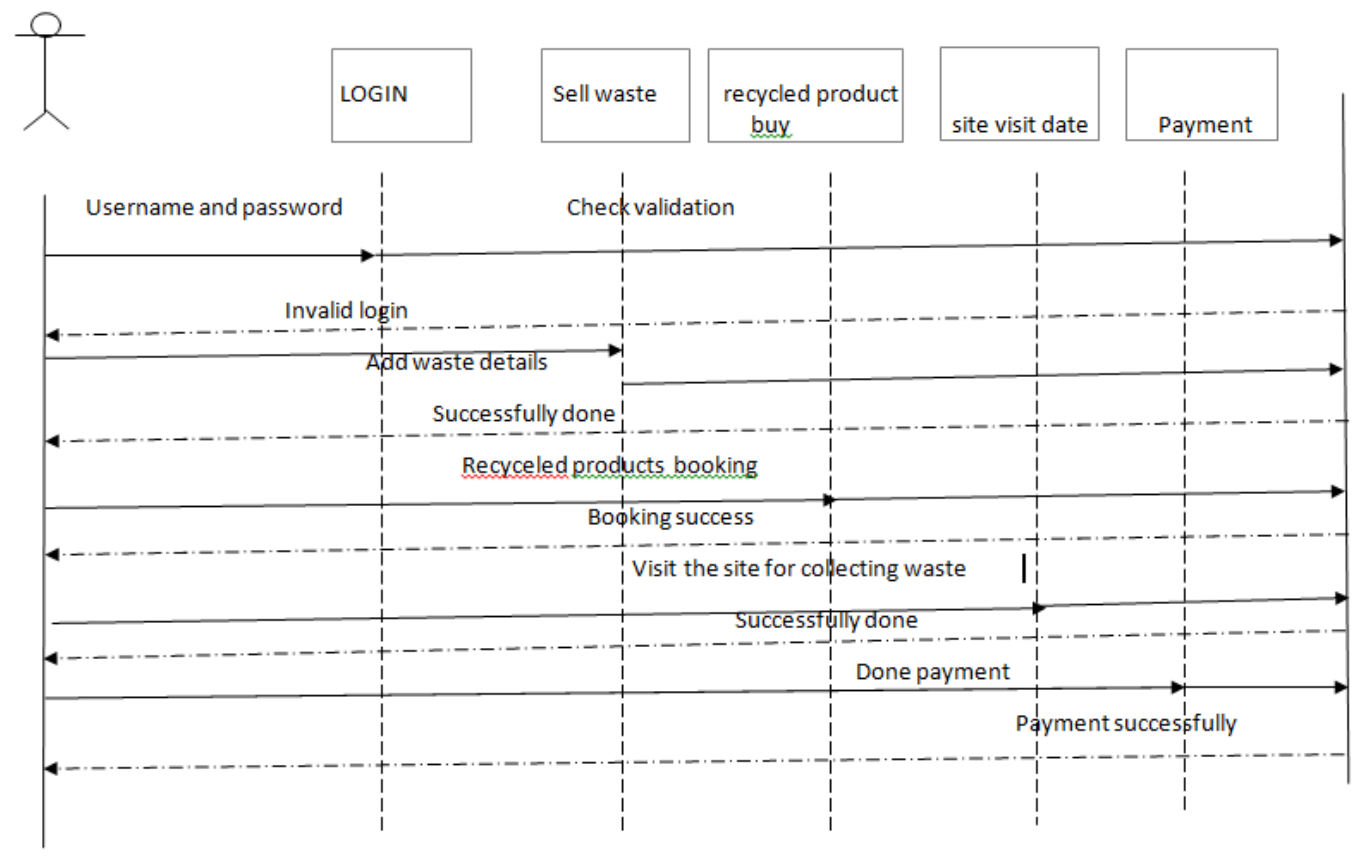 LOGIN
Sell waste
recycled product
buy
site visit date
Payment
Username and password
Check validation
Invalid login
Add waste details
Successfully done
Recyceled products booking
Booking success
Visit the site for collecting waste
Successfully done
Done payment
Payment successfully